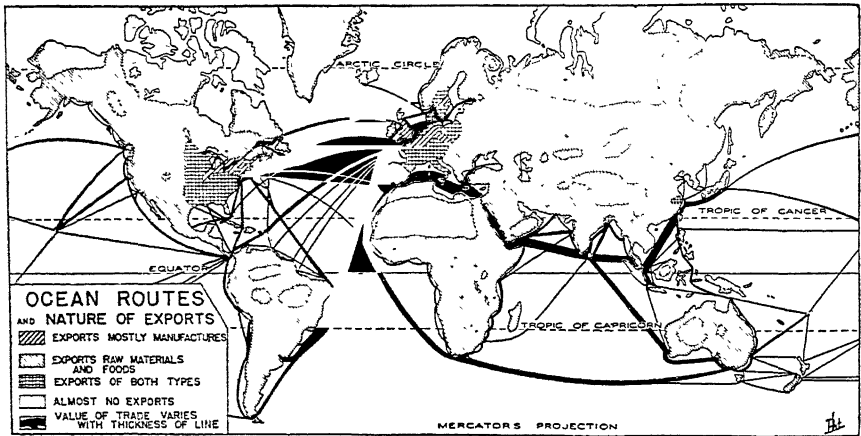 ARCTIC CIRCLE
TROPIC OF CANCER
EQUATOR
TROPIC OF CAPRICORN
OCEAN ROUTES
AND NATURE OF EXPORTS
EXPORTS MOSTLY MANUFACTURES
EXPORTS RAW MATERIALS
AND FOODS
EXPORTS OF BOTH TYPES
ALMOST NO EXPORTS
VALUE OF TRADE VARIES
WITH THICKNESS OF LINE
MERCATOR'S PROJECTION